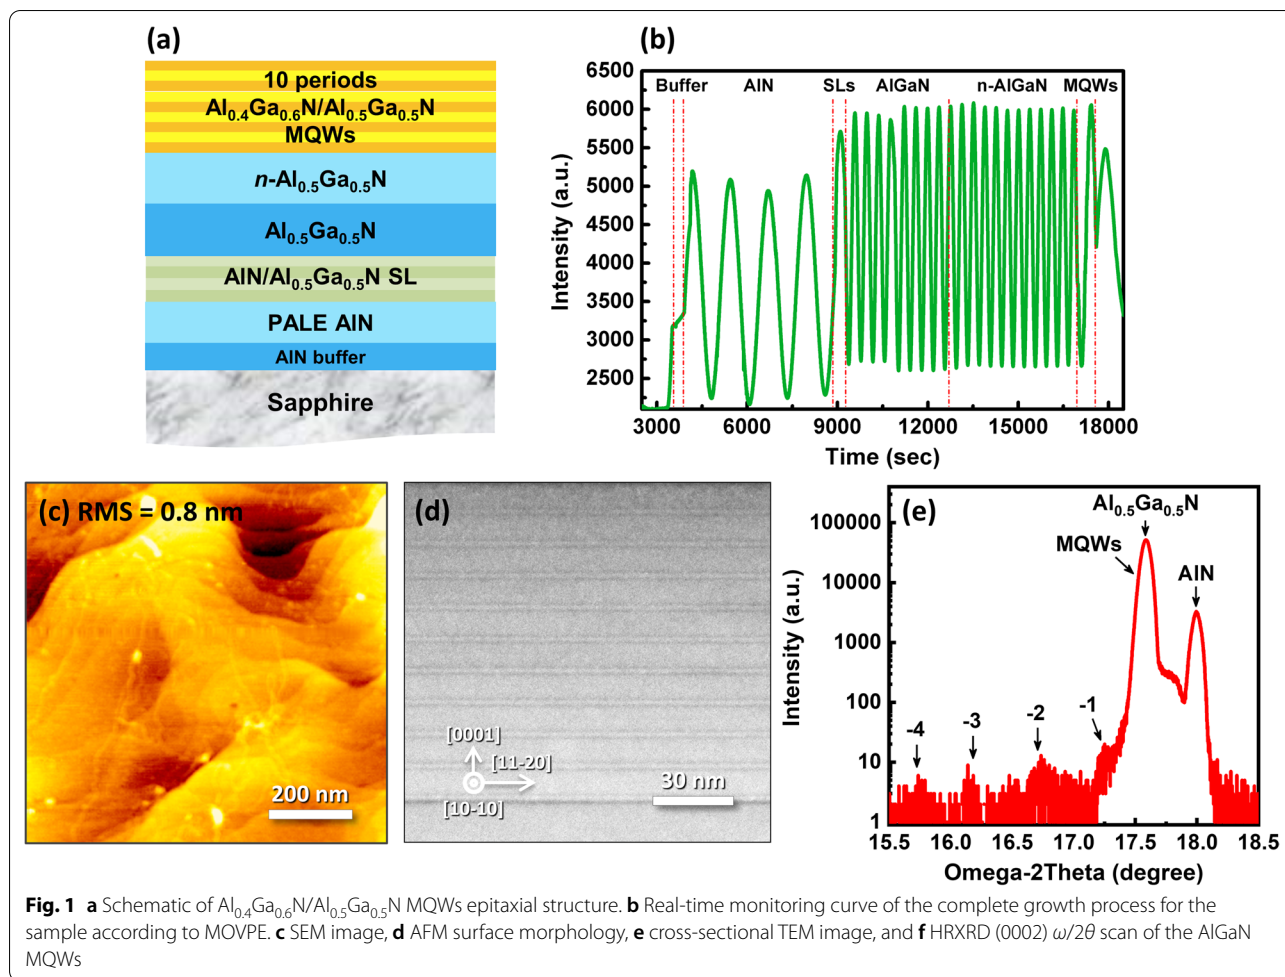 (a)
10 periods
Al0.4Ga0.6N/Al0.5Ga0.5N
MQWs
n-Al0.5Ga0.5N
Al0.5Ga0.5N
AlN/Al0.5Ga0.5N SL
PALE AlN
AlN buffer
Sapphire
(b)
Buffer AlN SLs AlGaN n-AlGaN MQWs
6500
6000
5500
5000
4500
4000
3500
3000
2500
Intensity (a.u.)
3000 6000 9000 12000 15000 18000
Time (sec)
(c) RMS = 0.8 nm
200 nm
(d)
[0001]
[11-20]
[10-10]
30 nm
(e)
Al0.5Ga0.5N
MQWs
AlN
-4 -3 -2 -1
100000
10000
1000
100
10
1
Intensity (a.u.)
15.5 16.0 16.5 17.0 17.5 18.0 18.5
Omega-2Theta (degree)
Fig. 1 a Schematic of Al0.4Ga0.6N/Al0.5Ga0.5N MQWs epitaxial structure. b Real-time monitoring curve of the complete growth process for the
sample according to MOVPE. c SEM image, d AFM surface morphology, e cross-sectional TEM image, and f HRXRD (0002) ω/2θ scan of the AlGaN
MQWs